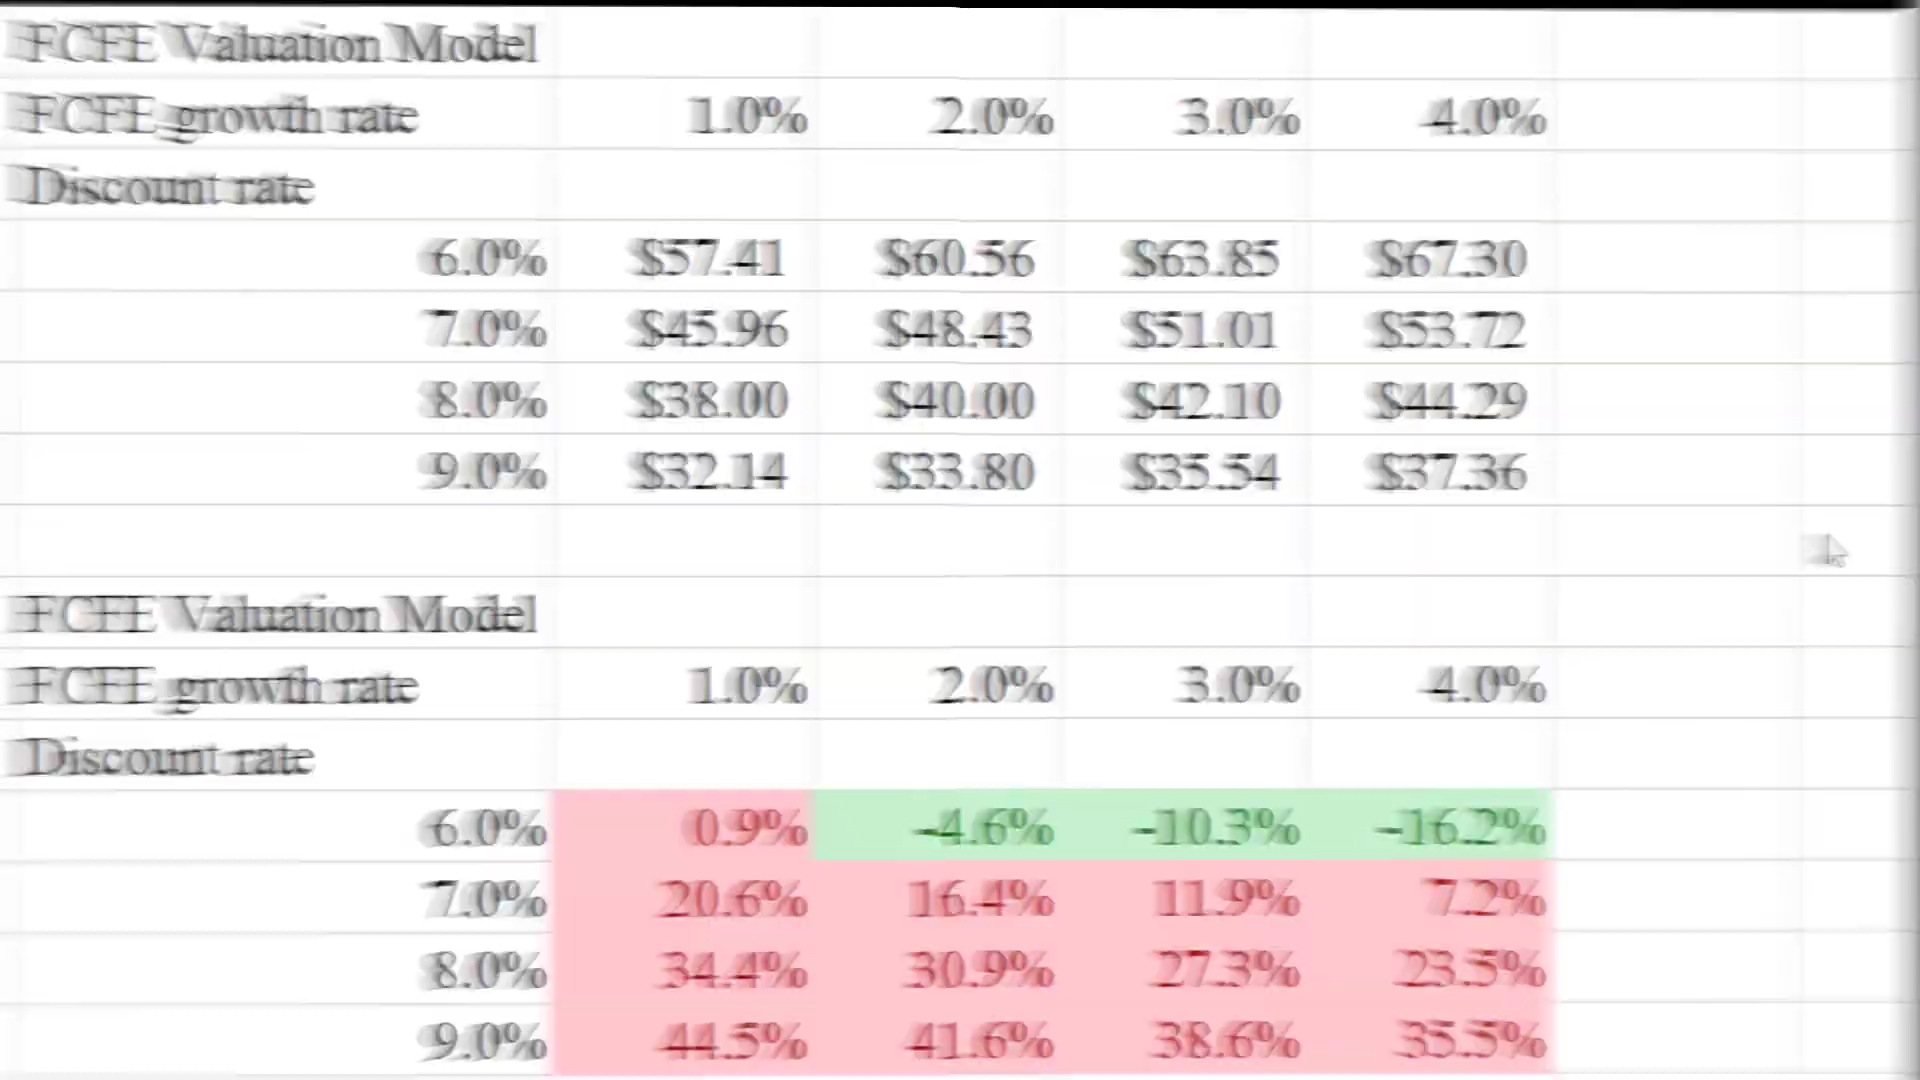 FCFE Valuation Model
FCFE growth rate 1.0% 2.0% 3.0% 4.0%
Discount rate
6.0% $57.41 $60.56 $63.85 $67.30
7.0% $45.96 $48.43 $51.01 $53.72
8.0% $38.00 $40.00 $42.10 $44.29
9.0% $32.14 $33.80 $35.54 $37.36
FCFE Valuation Model
FCFE growth rate 1.0% 2.0% 3.0% 4.0%
Discount rate
6.0% 0.9% -4.6% -10.3% -16.2%
7.0% 20.6% 16.4% 11.9% 7.2%
8.0% 34.4% 30.9% 27.3% 23.5%
9.0% 44.5% 41.6% 38.6% 35.5%